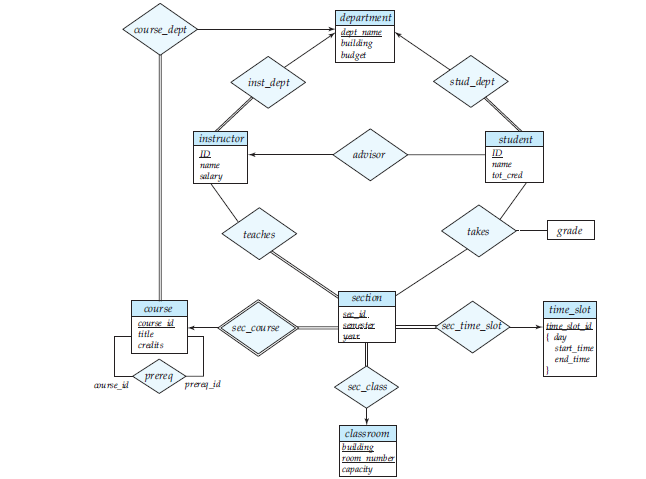 department
course_dept
dept_name
building
budget
inst_dept
stud_dept
instructor
ID
name
salary
advisor
student
ID
name
tot_cred
teaches
takes
grade
section
sec_id
semester
year
course
course_id
title
credits
sec_course
sec_time_slot
time_slot
time_slot_id
{ day
start_time
end_time
}
prereq
course_id
prereq_id
sec_class
classroom
building
room_number
capacity